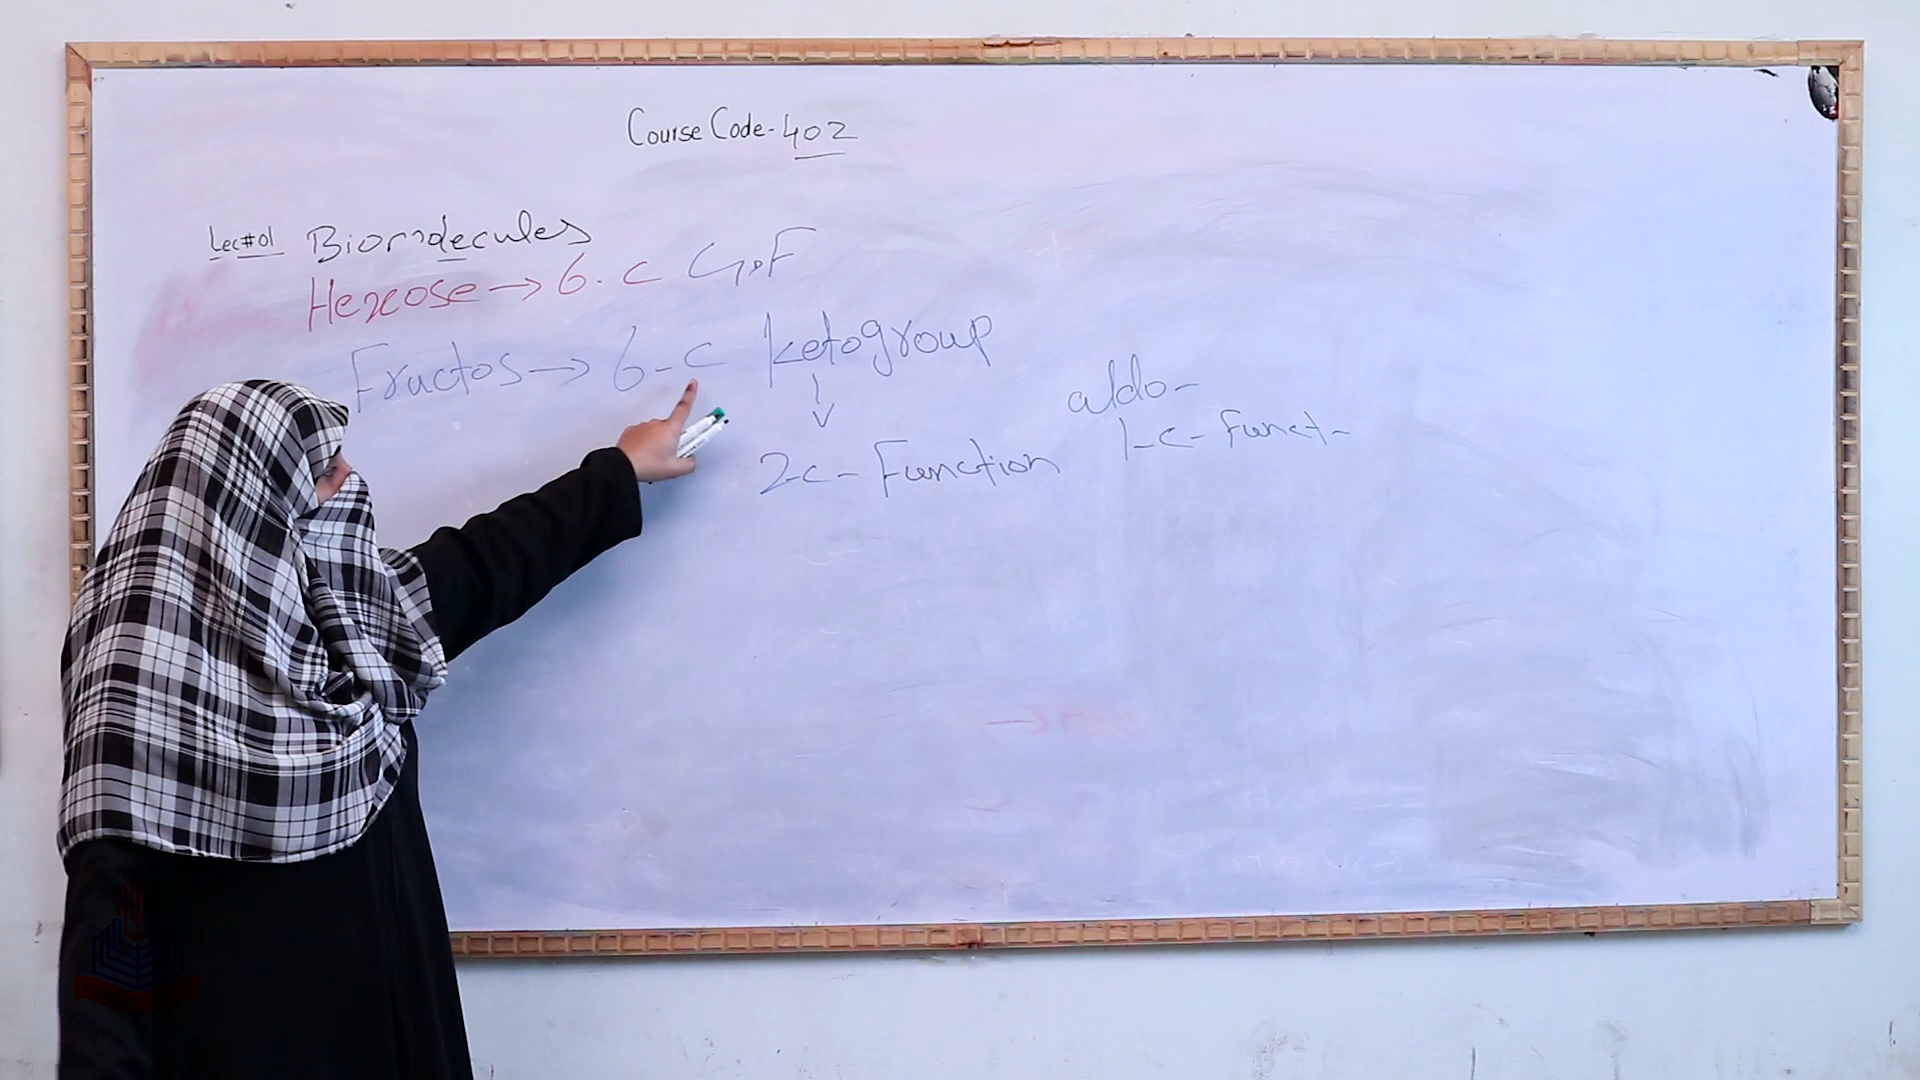 Course Code-402
Lec#01 Biomolecules
Hexose → 6.c G,F
Fructos → 6-c ketogroup
aldo-
1-c- Funct-
2-c- Function